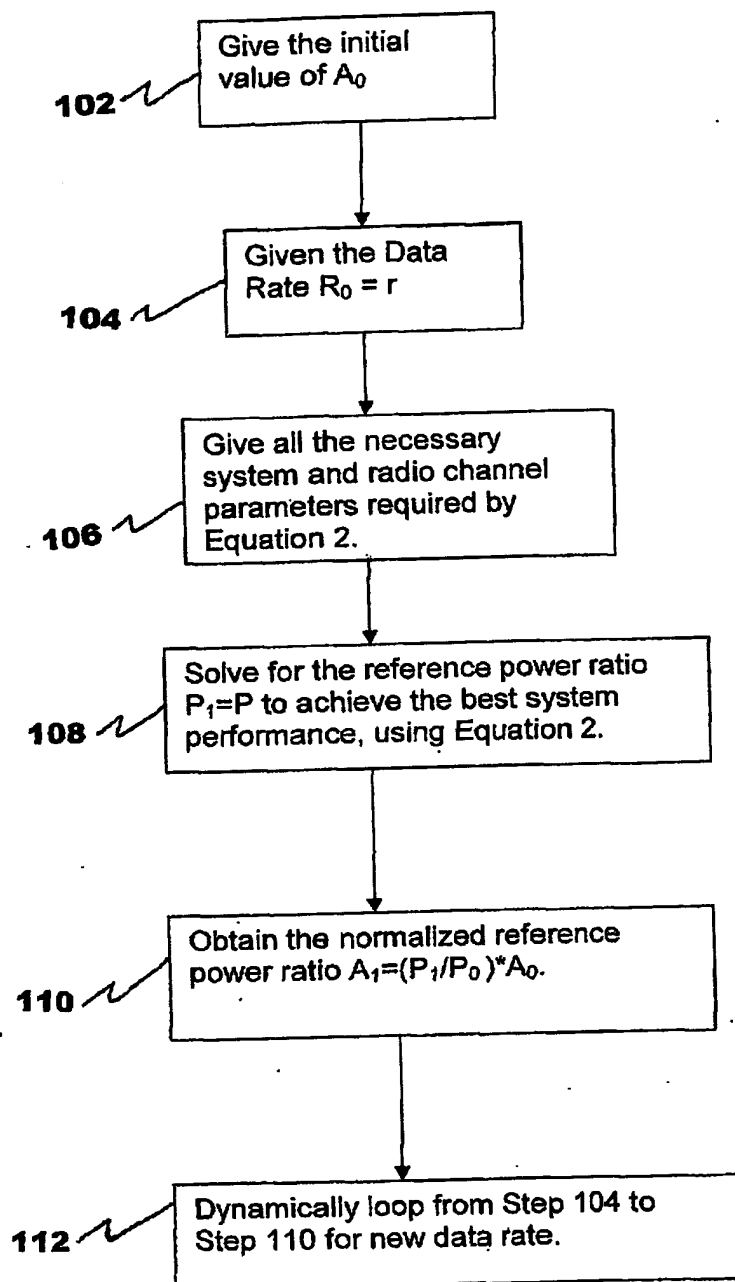 Give the initial
value of A₀
102
Given the Data
Rate R₀ = r
104
Give all the necessary
system and radio channel
parameters required by
Equation 2.
106
Solve for the reference power ratio
P₁=P to achieve the best system
performance, using Equation 2.
108
Obtain the normalized reference
power ratio A₁=(P₁/P₀)*A₀.
110
Dynamically loop from Step 104 to
Step 110 for new data rate.
112